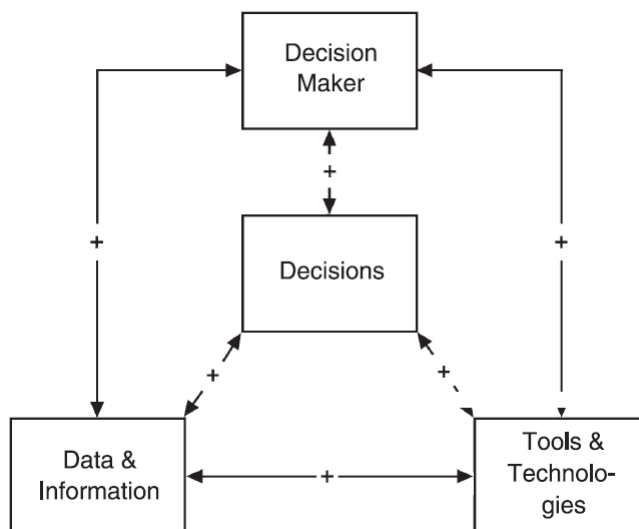 Decision
Maker
+
+
+
Decisions
+
+
Data &
Information
+
Tools &
Technolo-
gies